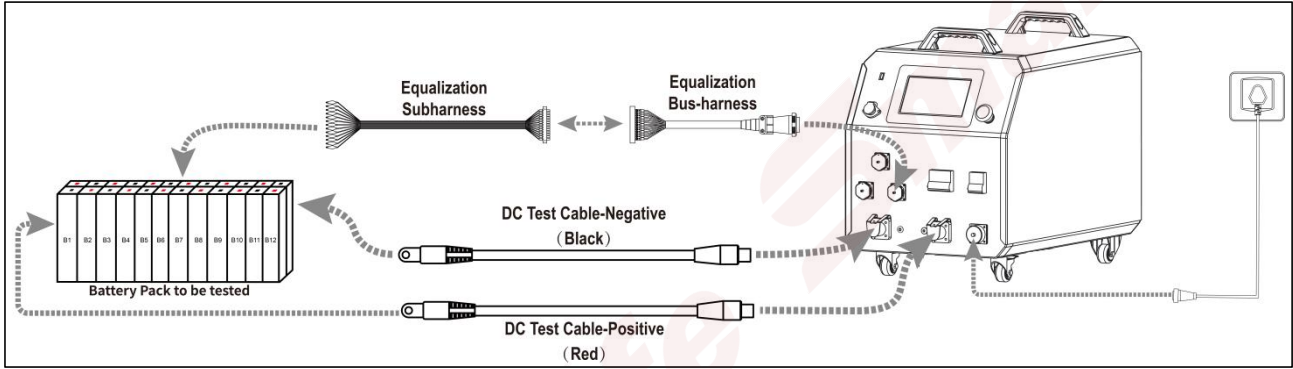 Equalization
Subharness
Equalization
Bus-harness
DC Test Cable-Negative
（Black）
B1 B2 B3 B4 B5 B6 B7 B8 B9 B10 B11 B12
Battery Pack to be tested
DC Test Cable-Positive
（Red）